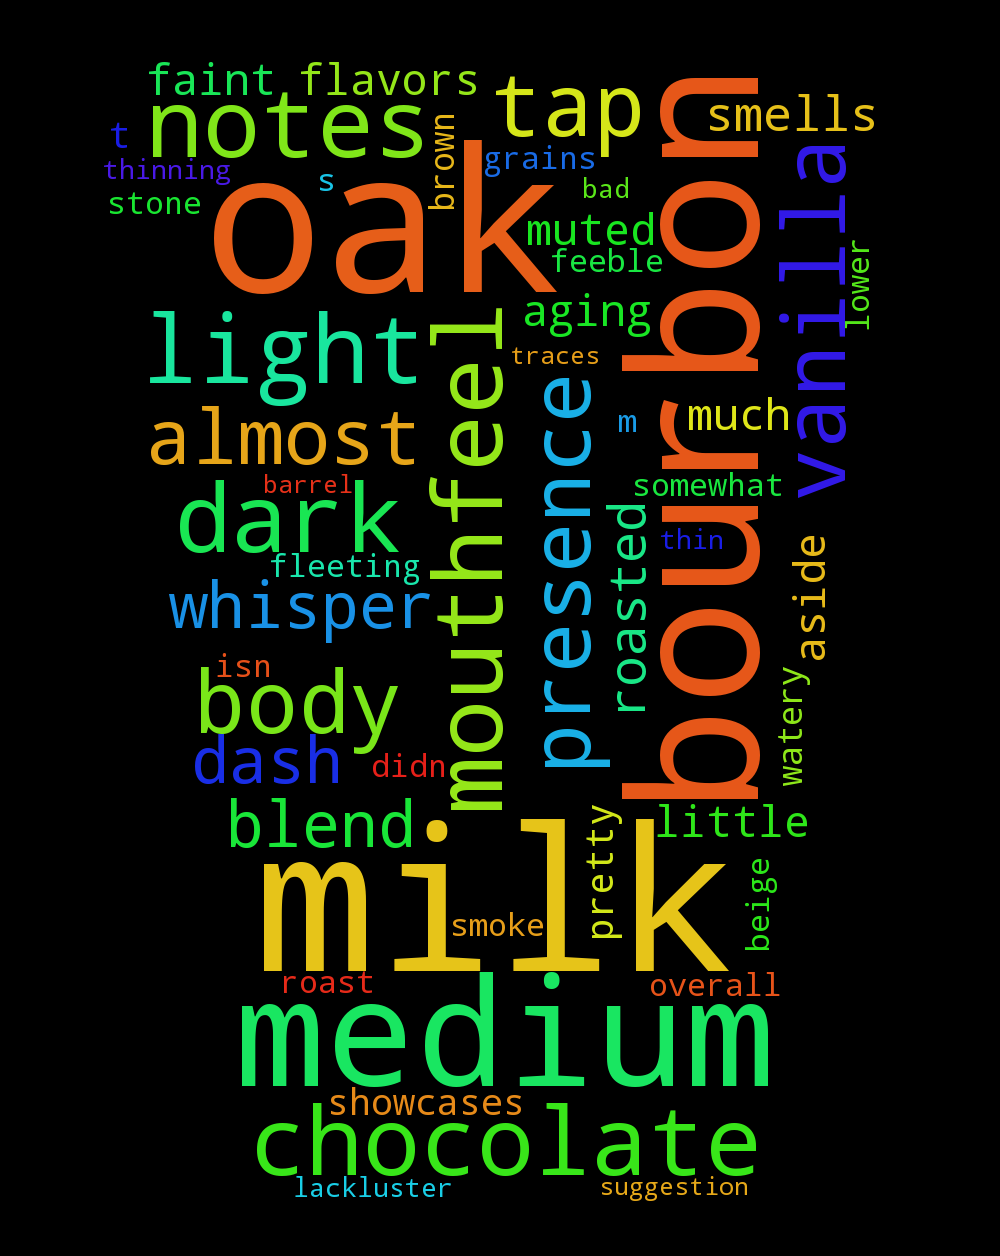 faint flavors
notes
tap
smells
t
brown
grains
thinning
s
bad
stone
oak
muted
feeble
bourbon
vanilla
lower
aging
light
mouthfeel
traces
presence
m
much
almost
barrel
somewhat
dark
roasted
thin
aside
fleeting
whisper
isn
body
watery
dash
didn
blend
pretty
little
milk
smoke
beige
roast
overall
medium
showcases
chocolate
lackluster
suggestion